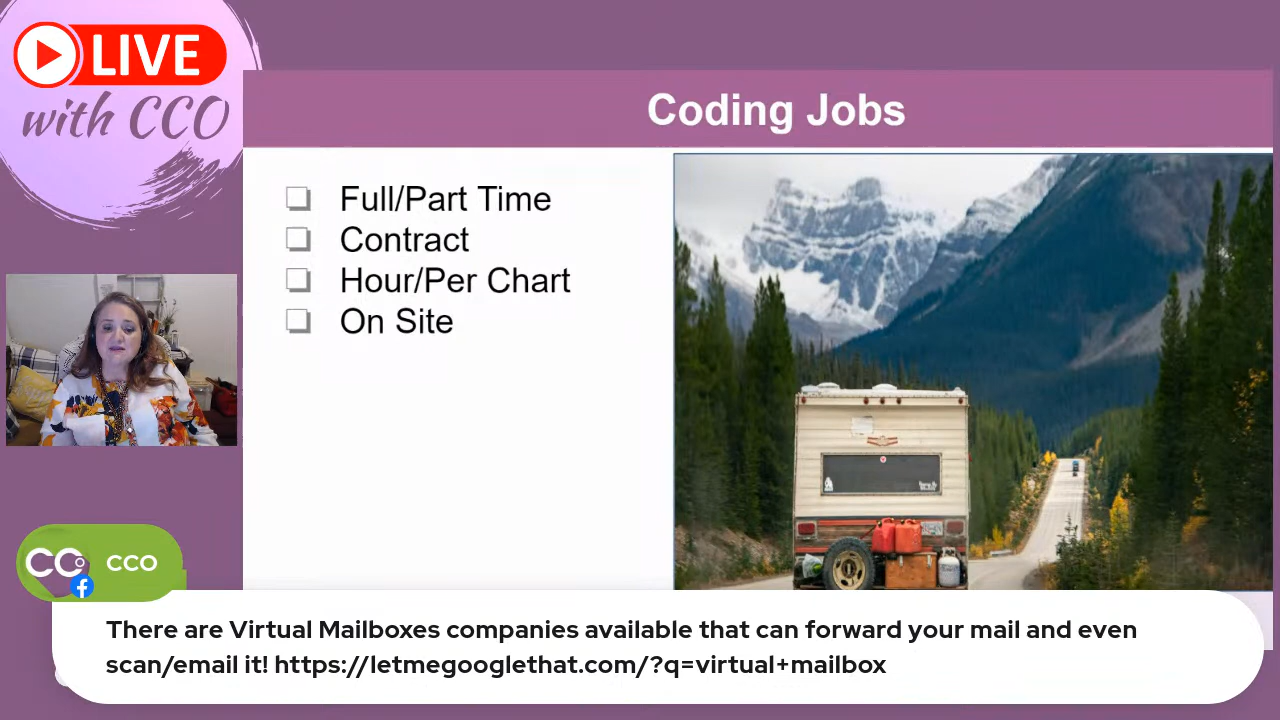 LIVE
with CCO
Coding Jobs
Full/Part Time
Contract
Hour/Per Chart
On Site
CCO
CCO
There are Virtual Mailboxes companies available that can forward your mail and even
scan/email it! https://letmegooglethat.com/?q=virtual+mailbox